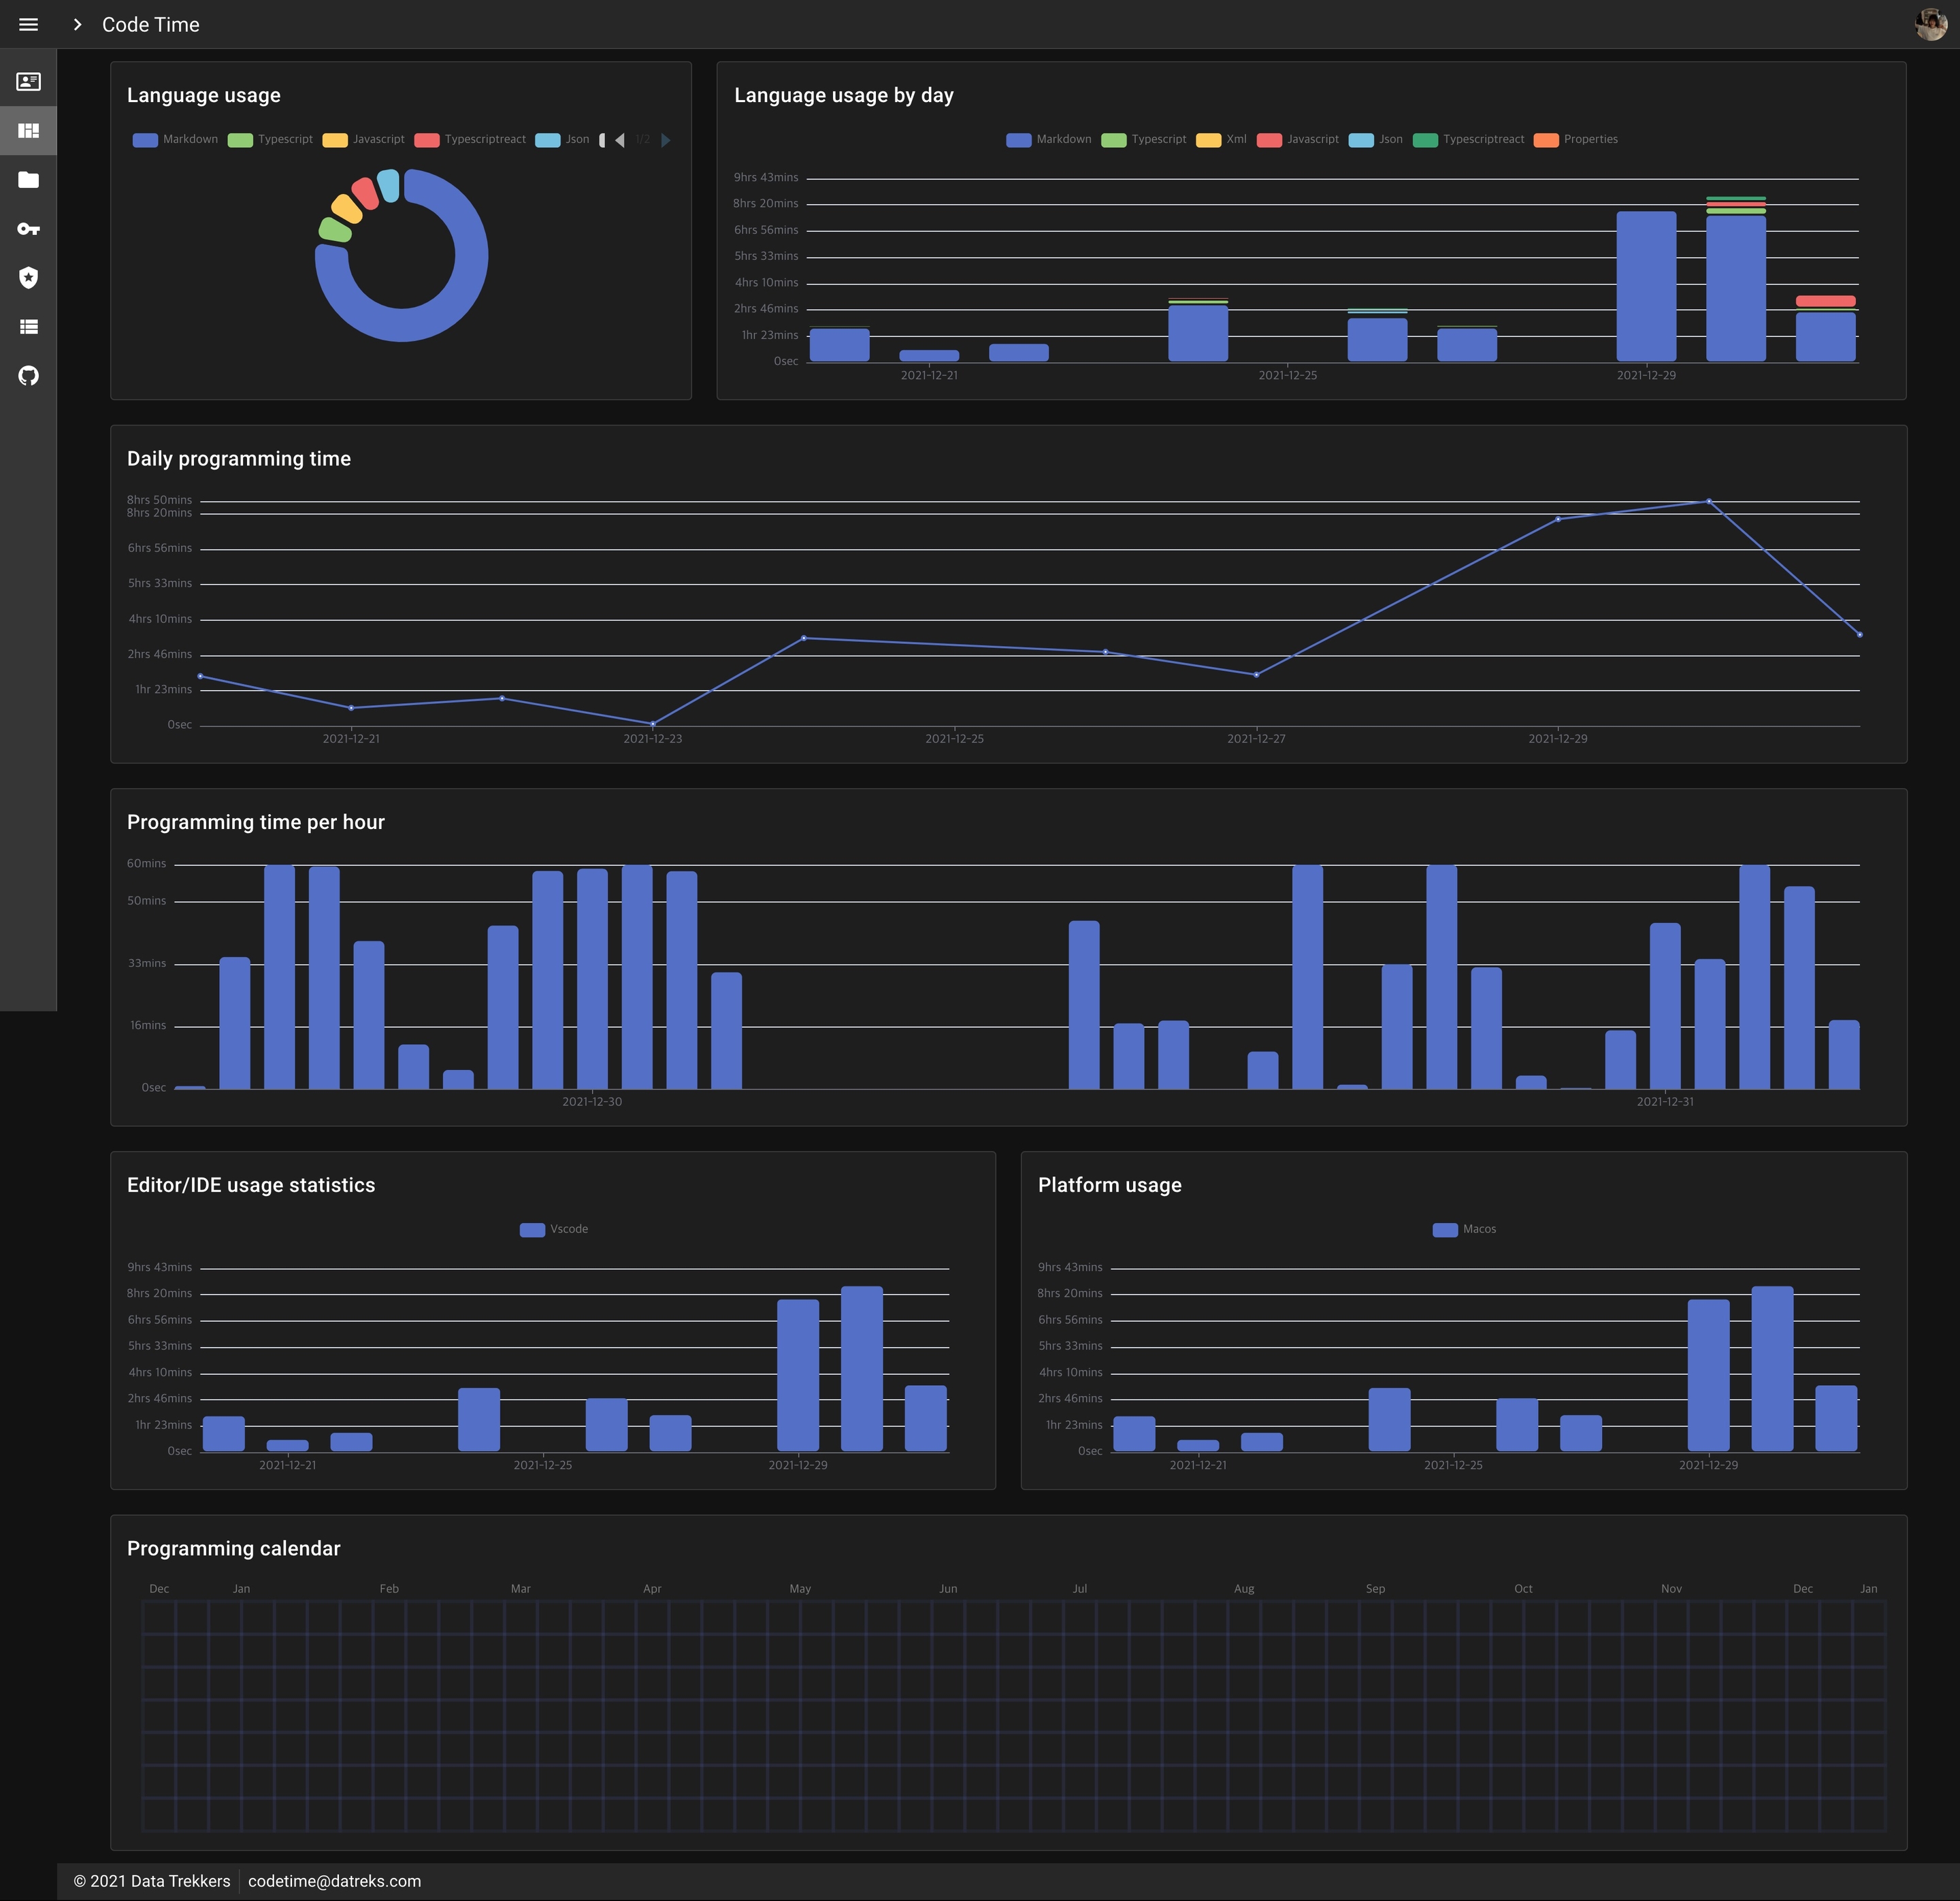 Code Time
Language usage
Markdown Typescript Javascript Typescriptreact Json 1/2
Language usage by day
Markdown Typescript Xml Javascript Json Typescriptreact Properties
9hrs 43mins
8hrs 20mins
6hrs 56mins
5hrs 33mins
4hrs 10mins
2hrs 46mins
1hr 23mins
0sec
2021-12-21 2021-12-25 2021-12-29
Daily programming time
8hrs 50mins
8hrs 20mins
6hrs 56mins
5hrs 33mins
4hrs 10mins
2hrs 46mins
1hr 23mins
0sec
2021-12-21 2021-12-23 2021-12-25 2021-12-27 2021-12-29
Programming time per hour
60mins
50mins
33mins
16mins
0sec
2021-12-30 2021-12-31
Editor/IDE usage statistics
Vscode
9hrs 43mins
8hrs 20mins
6hrs 56mins
5hrs 33mins
4hrs 10mins
2hrs 46mins
1hr 23mins
0sec
2021-12-21 2021-12-25 2021-12-29
Platform usage
Macos
9hrs 43mins
8hrs 20mins
6hrs 56mins
5hrs 33mins
4hrs 10mins
2hrs 46mins
1hr 23mins
0sec
2021-12-21 2021-12-25 2021-12-29
Programming calendar
Dec Jan Feb Mar Apr May Jun Jul Aug Sep Oct Nov Dec Jan
© 2021 Data Trekkers codetime@datreks.com